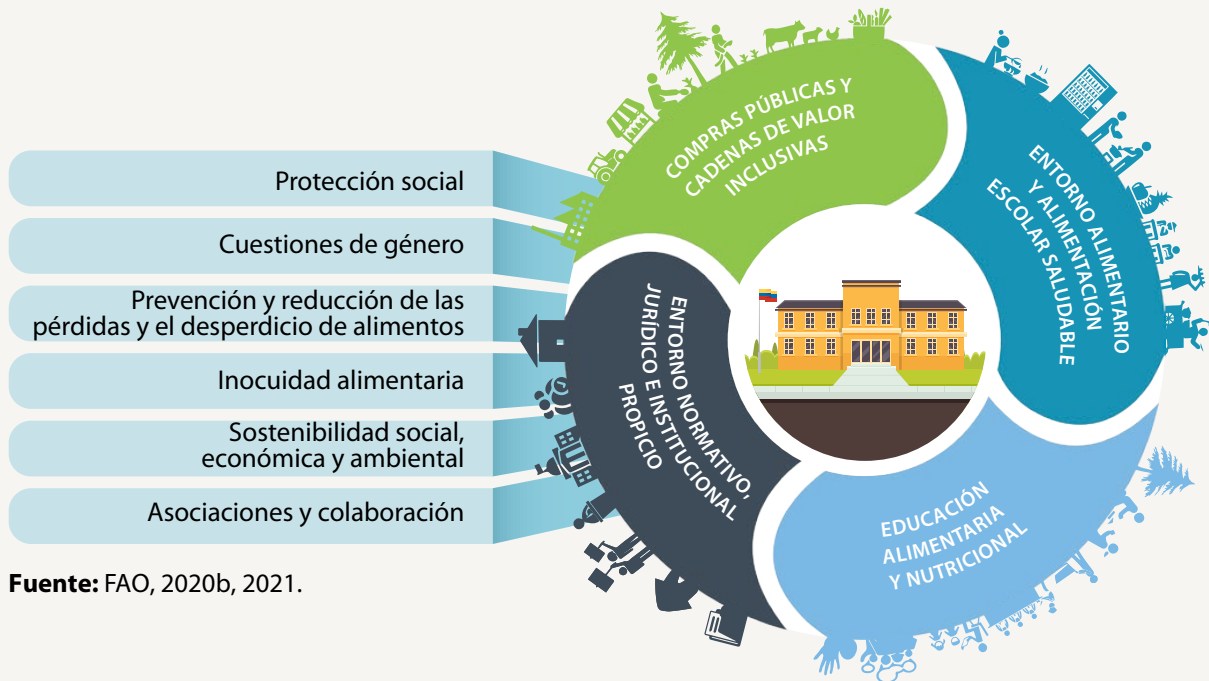 Protección social
Cuestiones de género
Prevención y reducción de las
pérdidas y el desperdicio de alimentos
Inocuidad alimentaria
Sostenibilidad social,
económica y ambiental
Asociaciones y colaboración
Fuente: FAO, 2020b, 2021.
COMPRAS PÚBLICAS Y
CADENAS DE VALOR
INCLUSIVAS
ENTORNO ALIMENTARIO
Y ALIMENTACIÓN
ESCOLAR SALUDABLE
EDUCACIÓN
ALIMENTARIA
Y NUTRICIONAL
ENTORNO NORMATIVO,
JURÍDICO E INSTITUCIONAL
PROPICIO